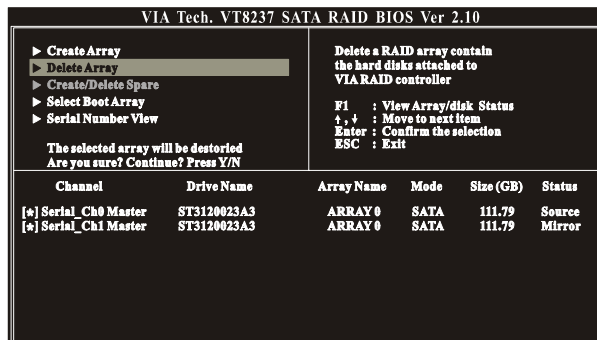 VIA Tech. VT8237 SATA RAID BIOS Ver 2.10
► Create Array
► Delete Array
► Create/Delete Spare
► Select Boot Array
► Serial Number View
The selected array will be destoried
Are you sure? Continue? Press Y/N
Delete a RAID array contain
the hard disks attached to
VIA RAID controller
F1 : View Array/disk Status
↑ , ↓ : Move to next item
Enter : Confirm the selection
ESC : Exit
Channel Drive Name Array Name Mode Size (GB) Status
[*] Serial_Ch0 Master ST3120023A3 ARRAY 0 SATA 111.79 Source
[*] Serial_Ch1 Master ST3120023A3 ARRAY 0 SATA 111.79 Mirror